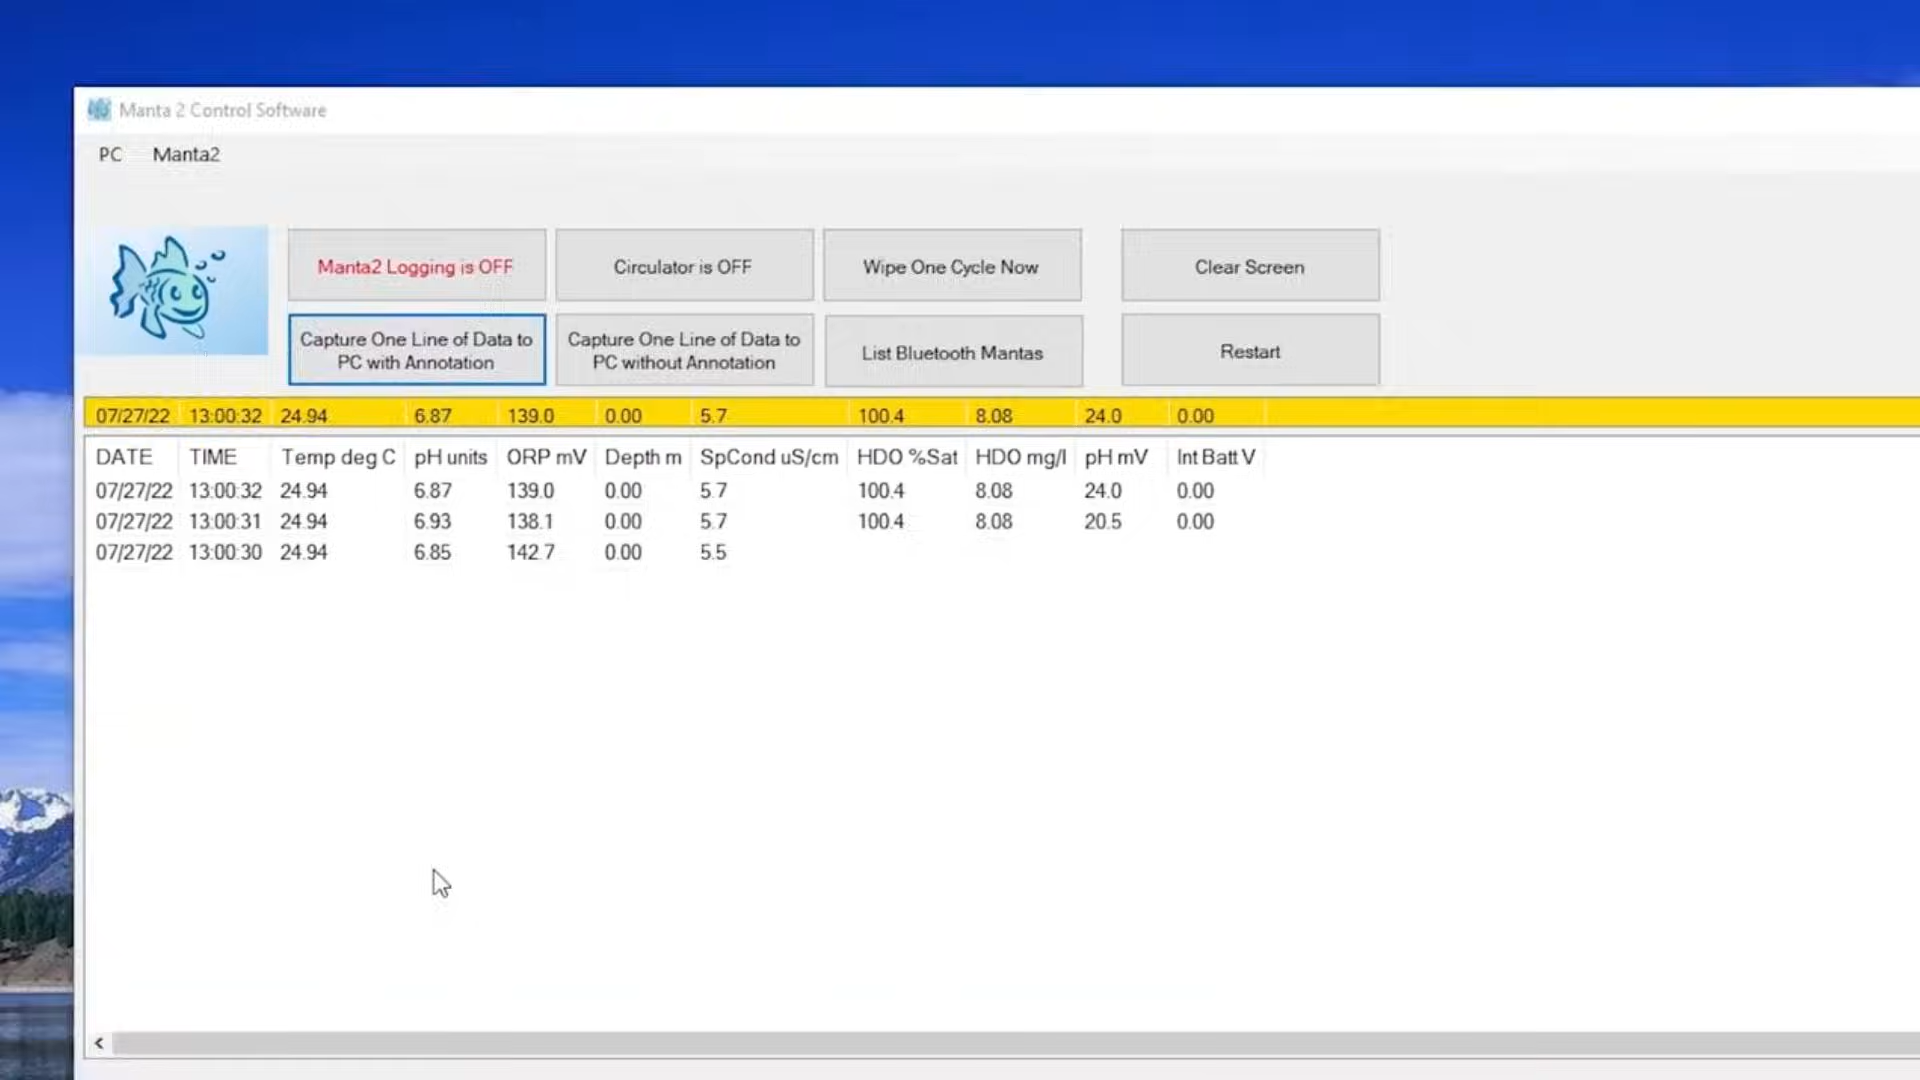 Manta 2 Control Software
PC Manta2
Manta2 Logging is OFF Circulator is OFF Wipe One Cycle Now Clear Screen
Capture One Line of Data to PC with Annotation Capture One Line of Data to PC without Annotation List Bluetooth Mantas Restart
07/27/22 13:00:32 24.94 6.87 139.0 0.00 5.7 100.4 8.08 24.0 0.00
DATE TIME Temp deg C pH units ORP mV Depth m SpCond uS/cm HDO %Sat HDO mg/l pH mV Int Batt V
07/27/22 13:00:32 24.94 6.87 139.0 0.00 5.7 100.4 8.08 24.0 0.00
07/27/22 13:00:31 24.94 6.93 138.1 0.00 5.7 100.4 8.08 20.5 0.00
07/27/22 13:00:30 24.94 6.85 142.7 0.00 5.5